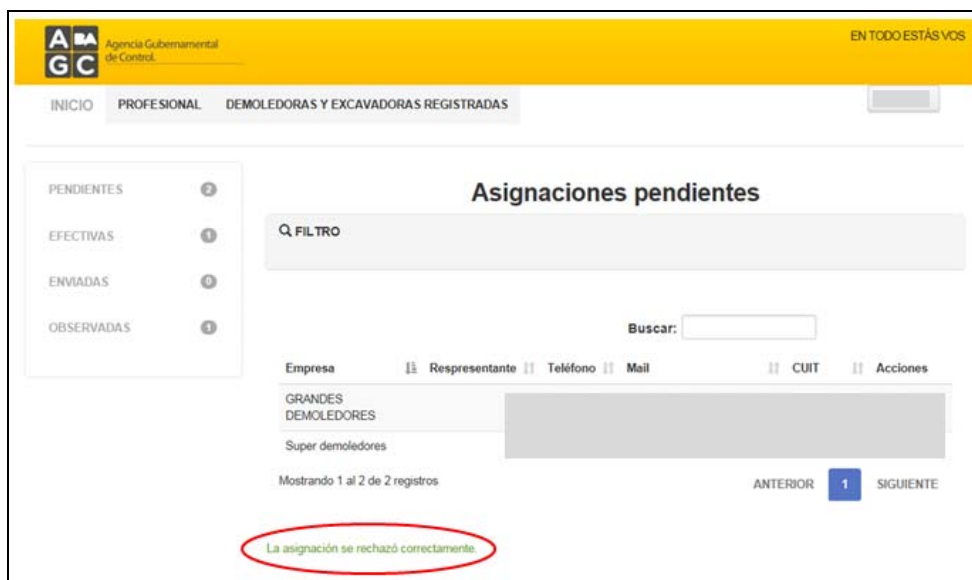 A BA
G C
Agencia Gubernamental
de Control.
EN TODO ESTÁS VOS
INICIO PROFESIONAL DEMOLEDORAS Y EXCAVADORAS REGISTRADAS
PENDIENTES 2
EFECTIVAS 1
ENVIADAS 0
OBSERVADAS 1
Asignaciones pendientes
FILTRO
Buscar:
Empresa Respresentante Teléfono Mail CUIT Acciones
GRANDES
DEMOLEDORES
Super demoledores
Mostrando 1 al 2 de 2 registros
ANTERIOR 1 SIGUIENTE
La asignación se rechazó correctamente.